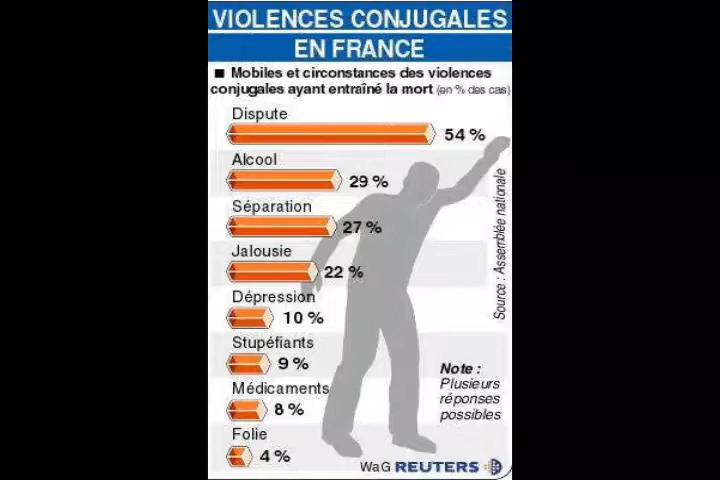 VIOLENCES CONJUGALES
EN FRANCE
■ Mobiles et circonstances des violences
conjugales ayant entraîné la mort (en % des cas)
Dispute
54 %
Alcool
29 %
Séparation
27 %
Jalousie
22 %
Dépression
10 %
Stupéfiants
9 %
Médicaments
8 %
Folie
4 %
Source : Assemblée nationale
Note :
Plusieurs
réponses
possibles
WaG REUTERS